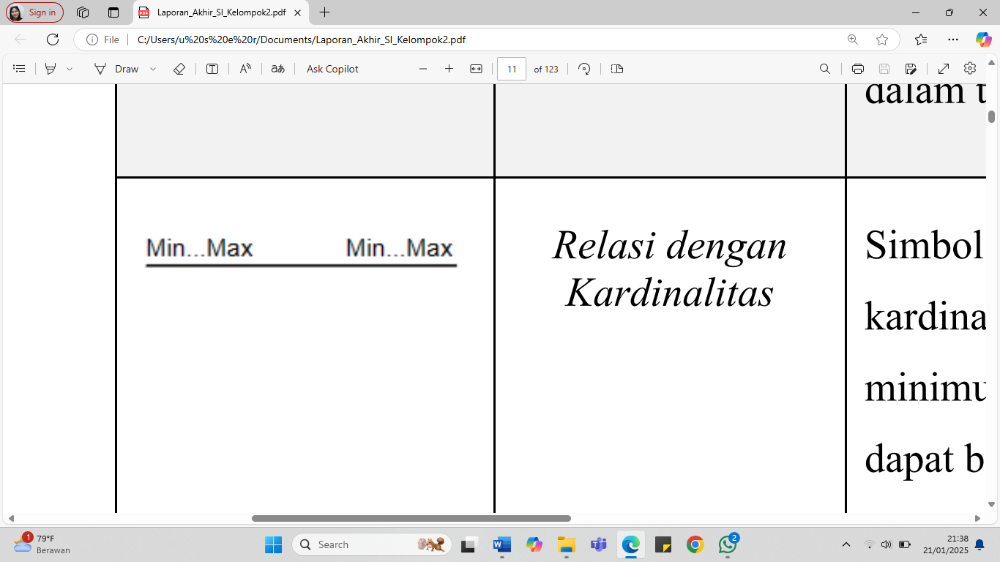 Sign in
Laporan_Akhir_SI_Kelompok2.pdf
File
C:/Users/u%20s%20e%20r/Documents/Laporan_Akhir_SI_Kelompok2.pdf
Draw
Ask Copilot
11
of 123
dalam t
Min...Max Min...Max
Relasi dengan
Kardinalitas
Simbol
kardina
minimu
dapat b
1
79°F
Berawan
Search
2
21:38
21/01/2025